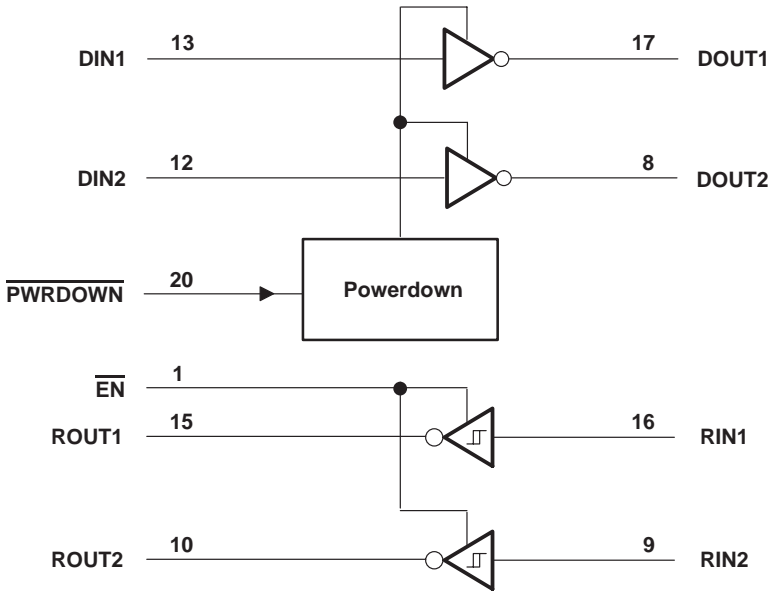 DIN1 13 17 DOUT1
DIN2 12 8 DOUT2
PWRDOWN 20 Powerdown
EN 1
ROUT1 15 16 RIN1
ROUT2 10 9 RIN2